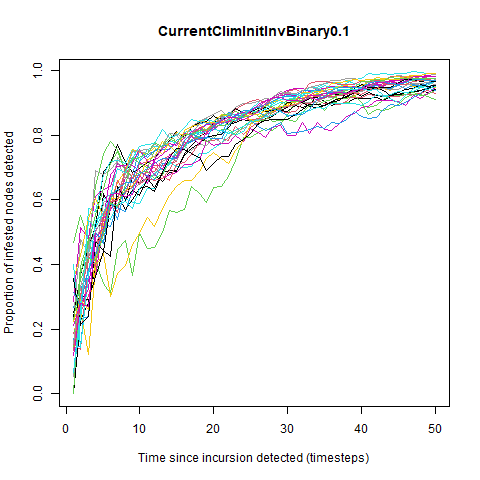 CurrentClimInitInvBinary0.1
Proportion of infested nodes detected
1.0
0.8
0.6
0.4
0.2
0.0
0 10 20 30 40 50
Time since incursion detected (timesteps)